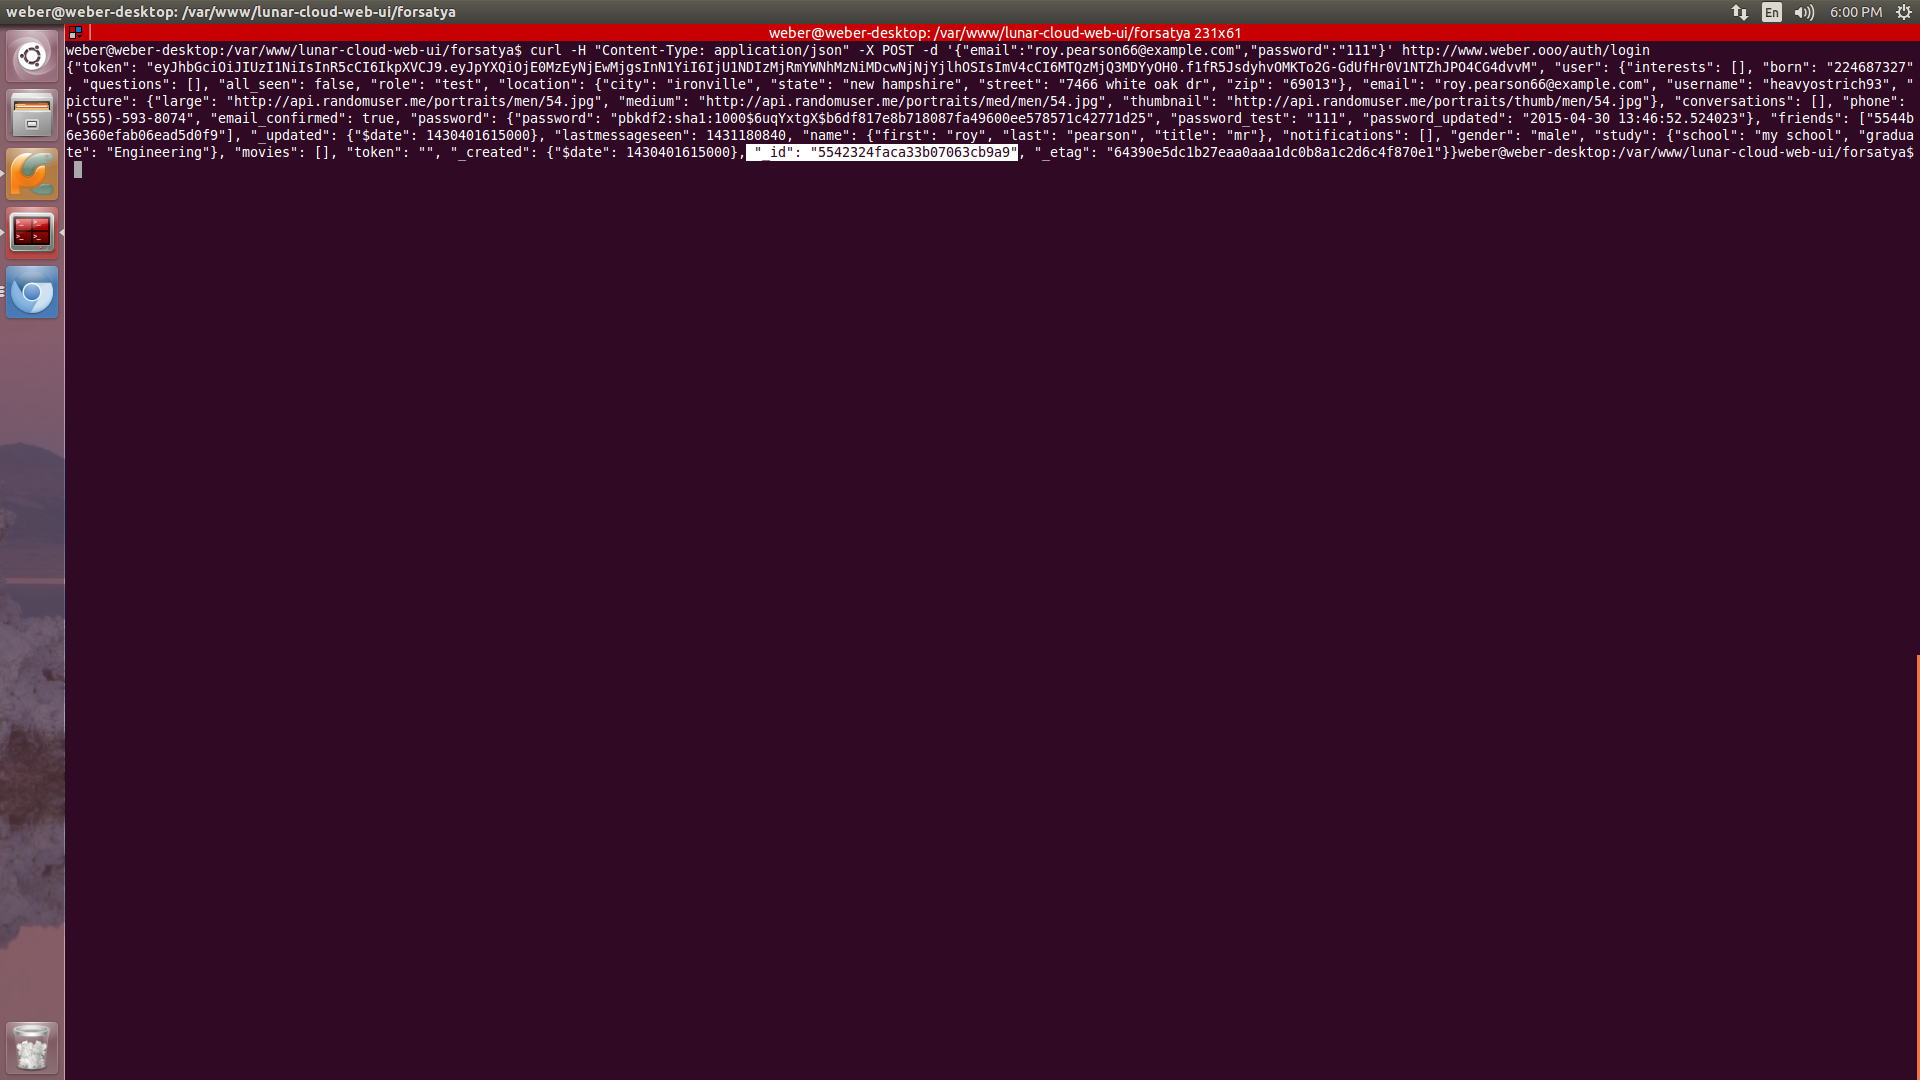 weber@weber-desktop: /var/www/lunar-cloud-web-ui/forsatya
En
6:00 PM
weber@weber-desktop: /var/www/lunar-cloud-web-ui/forsatya 231x61
weber@weber-desktop:/var/www/lunar-cloud-web-ui/forsatya$ curl -H "Content-Type: application/json" -X POST -d '{"email":"roy.pearson66@example.com","password":"111"}' http://www.weber.ooo/auth/login
{"token": "eyJhbGciOiJIUzI1NiIsInR5cCI6IkpXVCJ9.eyJpYXQiOjE0MzEyNjEwMjgsInN1YiI6IjU1NDIzMjRmYWNhMzNiMDcwNjNjYjlhOSIsImV4cCI6MTQzMjQ3MDYyOH0.f1fR5JsdyhvOMKTo2G-GdUfHr0V1NTZhJPO4CG4dvvM", "user": {"interests": [], "born": "224687327"
, "questions": [], "all_seen": false, "role": "test", "location": {"city": "ironville", "state": "new hampshire", "street": "7466 white oak dr", "zip": "69013"}, "email": "roy.pearson66@example.com", "username": "heavyostrich93", "
picture": {"large": "http://api.randomuser.me/portraits/men/54.jpg", "medium": "http://api.randomuser.me/portraits/med/men/54.jpg", "thumbnail": "http://api.randomuser.me/portraits/thumb/men/54.jpg"}, "conversations": [], "phone":
"(555)-593-8074", "email_confirmed": true, "password": {"password": "pbkdf2:sha1:1000$6uqYxtgX$b6df817e8b718087fa49600ee578571c42771d25", "password_test": "111", "password_updated": "2015-04-30 13:46:52.524023"}, "friends": ["5544b
6e360efab06ead5d0f9"], "_updated": {"$date": 1430401615000}, "lastmessageseen": 1431180840, "name": {"first": "roy", "last": "pearson", "title": "mr"}, "notifications": [], "gender": "male", "study": {"school": "my school", "gradua
te": "Engineering"}, "movies": [], "token": "", "_created": {"$date": 1430401615000}, "_id": "5542324faca33b07063cb9a9", "_etag": "64390e5dc1b27eaa0aaa1dc0b8a1c2d6c4f870e1"}}weber@weber-desktop:/var/www/lunar-cloud-web-ui/forsatya$